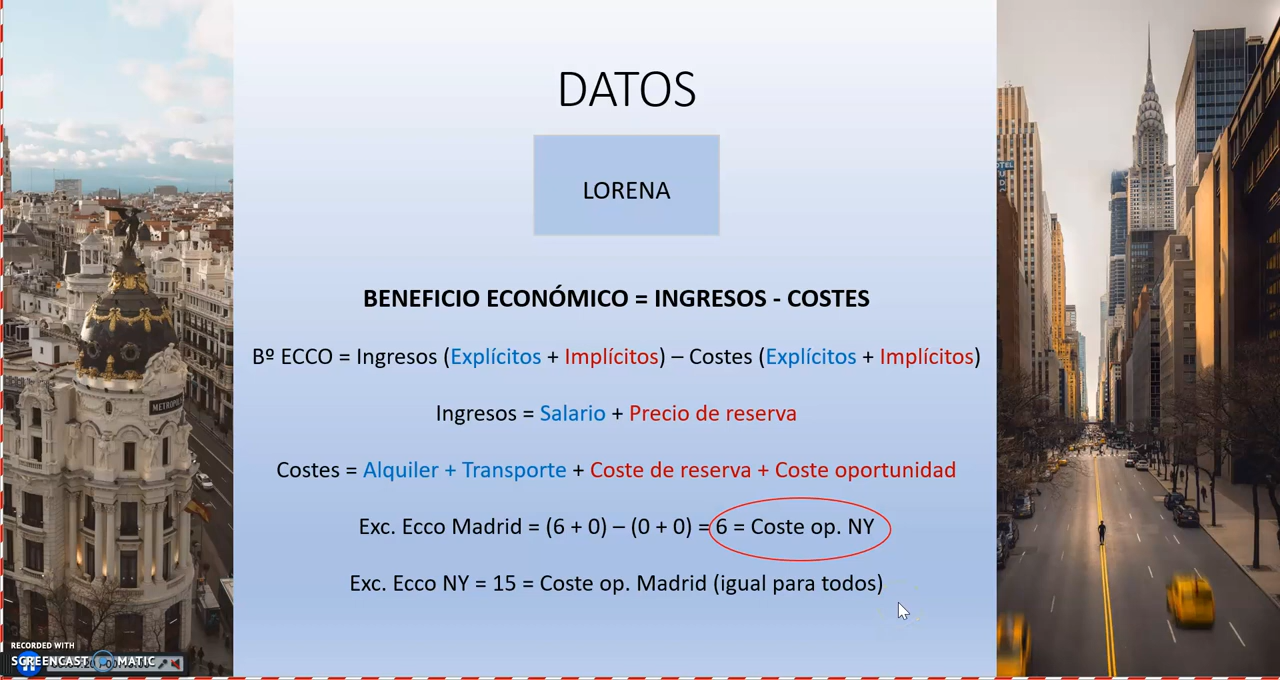 DATOS
LORENA
BENEFICIO ECONÓMICO = INGRESOS - COSTES
Bº ECCO = Ingresos (Explícitos + Implícitos) – Costes (Explícitos + Implícitos)
Ingresos = Salario + Precio de reserva
Costes = Alquiler + Transporte + Coste de reserva + Coste oportunidad
Exc. Ecco Madrid = (6 + 0) – (0 + 0) = 6 = Coste op. NY
Exc. Ecco NY = 15 = Coste op. Madrid (igual para todos)
RECORDED WITH
SCREENCAST MATIC